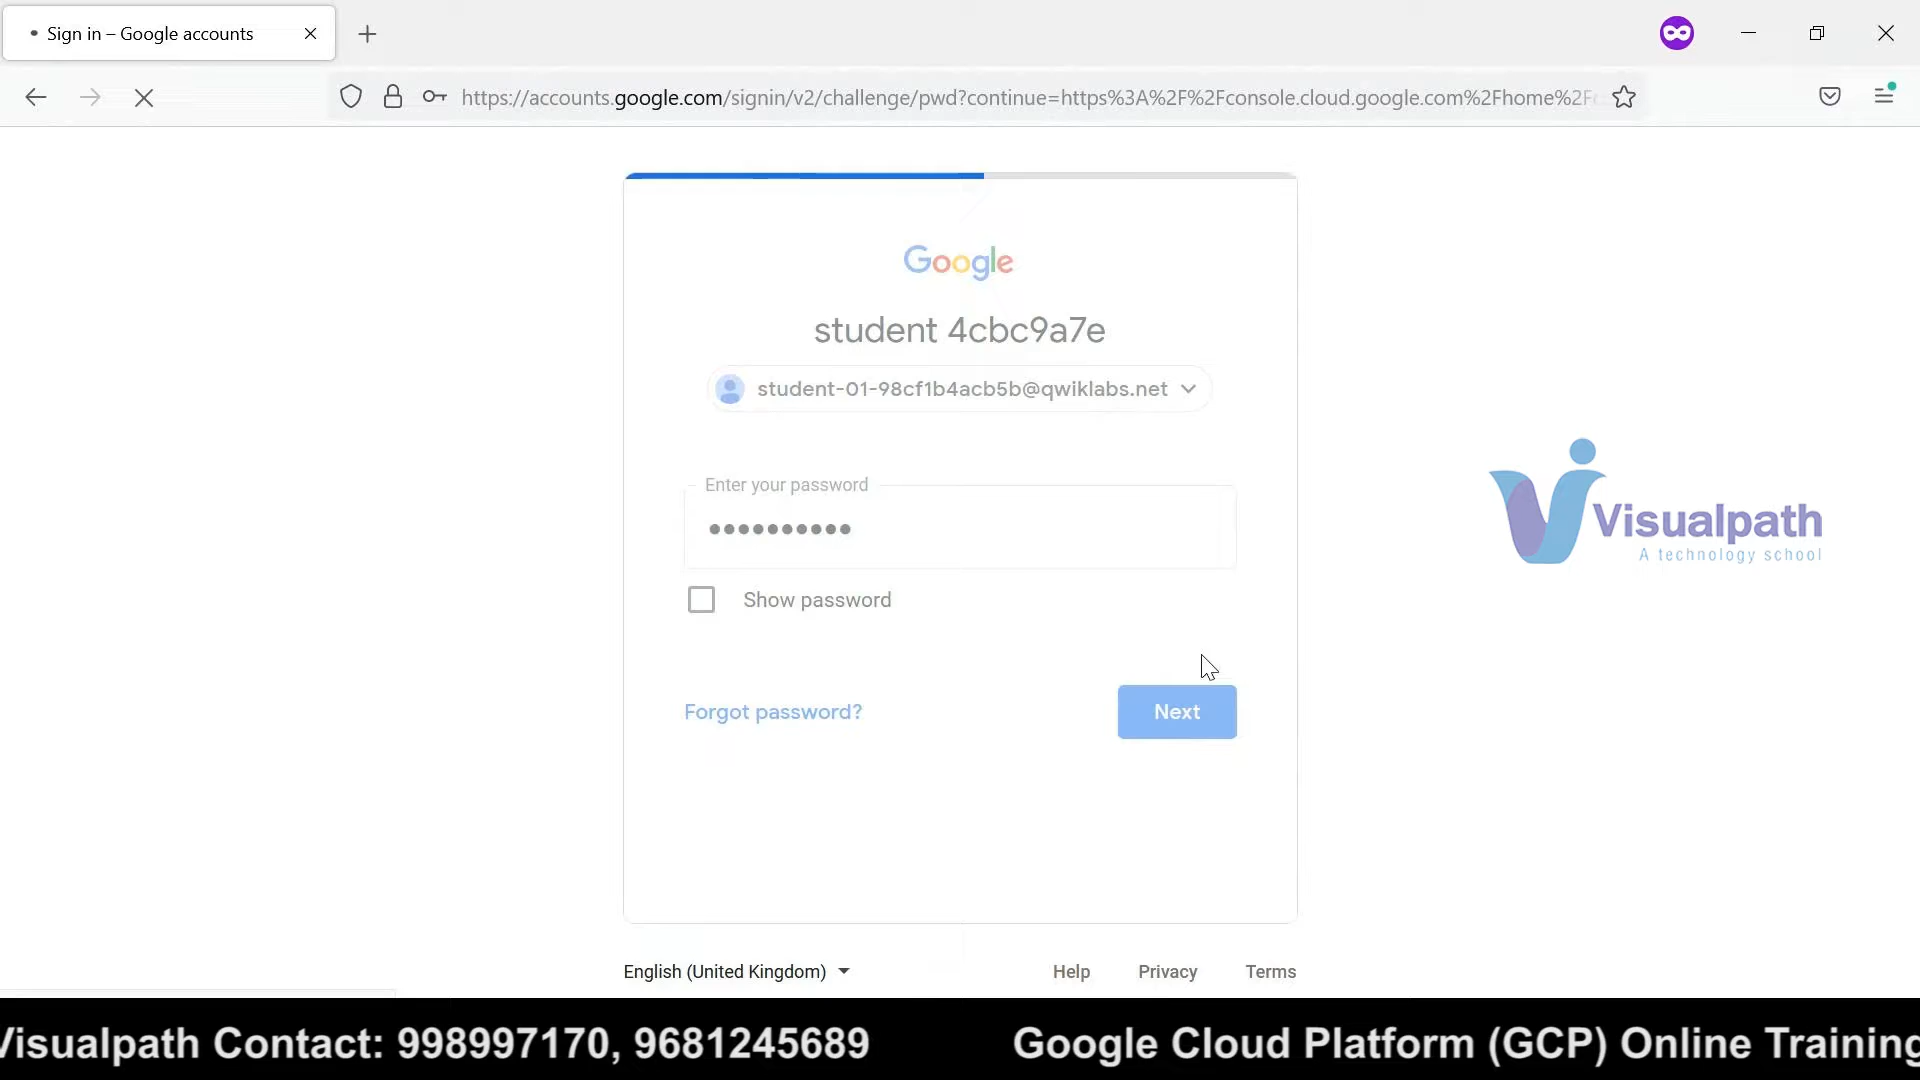 Sign in – Google accounts
https://accounts.google.com/signin/v2/challenge/pwd?continue=https%3A%2F%2Fconsole.cloud.google.com%2Fhome%2F
Google
student 4cbc9a7e
student-01-98cf1b4acb5b@qwiklabs.net
Enter your password
Show password
Forgot password?
Next
Visualpath
A technology school
English (United Kingdom)
Help
Privacy
Terms
Visualpath Contact: 998997170, 9681245689
Google Cloud Platform (GCP) Online Training